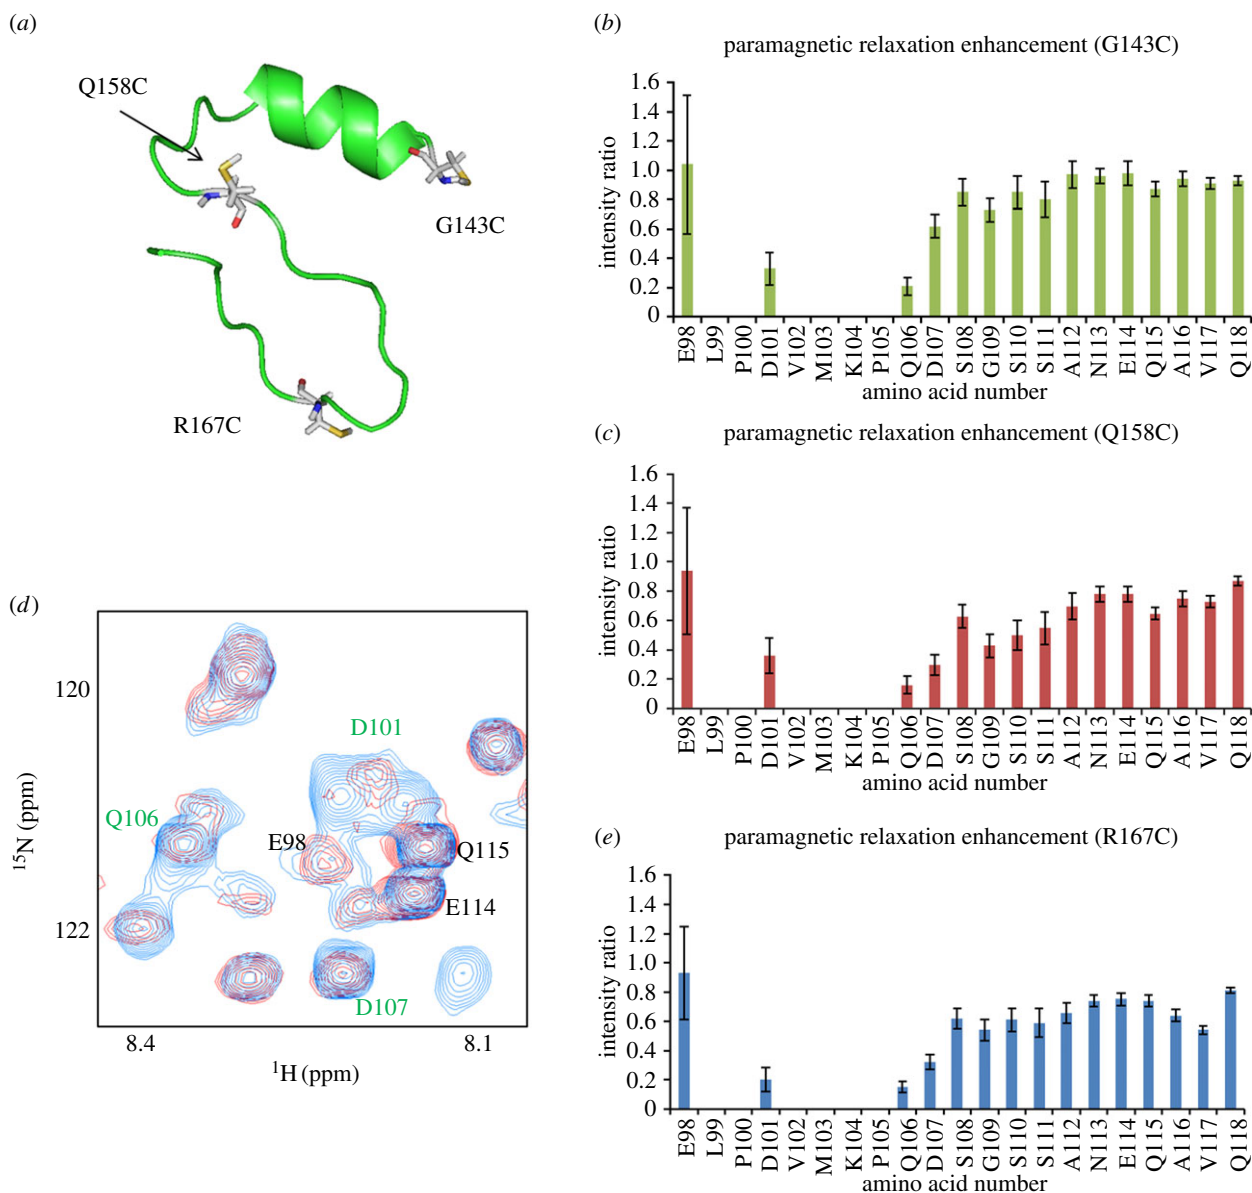 (a)
Q158C
G143C
R167C
(b)
paramagnetic relaxation enhancement (G143C)
intensity ratio
1.6
1.4
1.2
1.0
0.8
0.6
0.4
0.2
0
E98 L99 P100 D101 V102 M103 K104 P105 Q106 D107 S108 G109 S110 S111 A112 N113 E114 Q115 A116 V117 Q118
amino acid number
(c)
paramagnetic relaxation enhancement (Q158C)
intensity ratio
1.6
1.4
1.2
1.0
0.8
0.6
0.4
0.2
0
E98 L99 P100 D101 V102 M103 K104 P105 Q106 D107 S108 G109 S110 S111 A112 N113 E114 Q115 A116 V117 Q118
amino acid number
(d)
15N (ppm)
120
122
D101
Q106
E98
Q115
E114
D107
8.4
8.1
1H (ppm)
(e)
paramagnetic relaxation enhancement (R167C)
intensity ratio
1.6
1.4
1.2
1.0
0.8
0.6
0.4
0.2
0
E98 L99 P100 D101 V102 M103 K104 P105 Q106 D107 S108 G109 S110 S111 A112 N113 E114 Q115 A116 V117 Q118
amino acid number